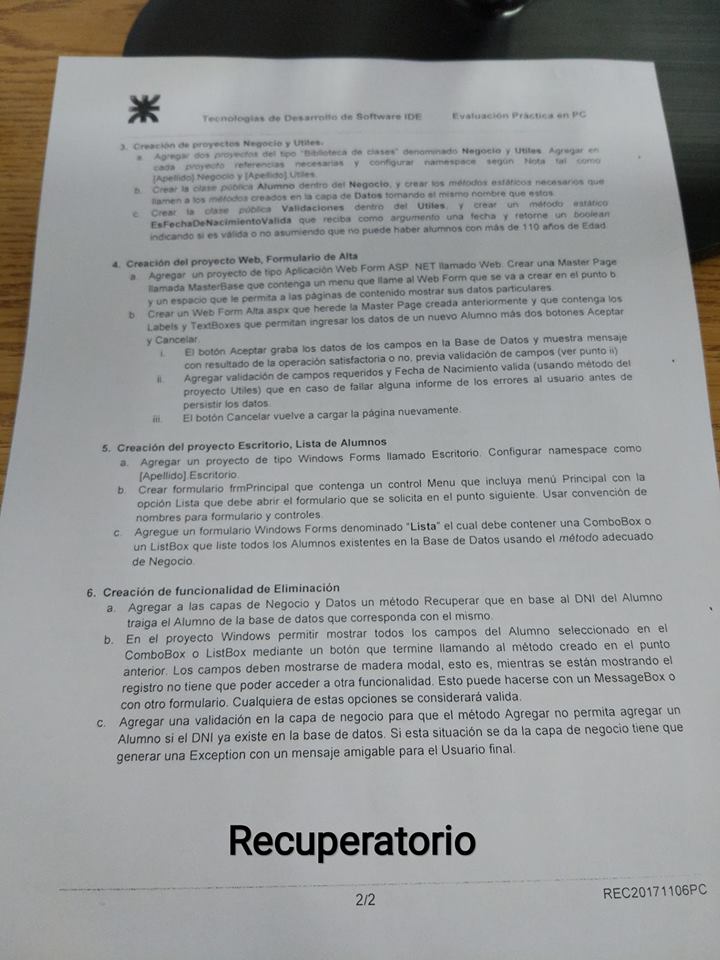 Tecnologías de Desarrollo de Software IDE Evaluación Práctica en PC
3. Creación de proyectos Negocio y Utiles.
a. Agregar dos proyectos del tipo "Biblioteca de clases" denominado Negocio y Utiles. Agregar en
cada proyecto referencias necesarias y configurar namespace según Nota tal como
[Apellido].Negocio y [Apellido].Utiles.
b. Crear la clase pública Alumno dentro del Negocio, y crear los métodos estáticos necesarios que
llamen a los métodos creados en la capa de Datos tomando el mismo nombre que estos.
c. Crear la clase pública Validaciones dentro del Utiles, y crear un método estático
EsFechaDeNacimientoValida que reciba como argumento una fecha y retorne un boolean
indicando si es válida o no asumiendo que no puede haber alumnos con más de 110 años de Edad.
4. Creación del proyecto Web, Formulario de Alta
a. Agregar un proyecto de tipo Aplicación Web Form ASP .NET llamado Web. Crear una Master Page
llamada MasterBase que contenga un menu que llame al Web Form que se va a crear en el punto b
y un espacio que le permita a las páginas de contenido mostrar sus datos particulares.
b. Crear un Web Form Alta.aspx que herede la Master Page creada anteriormente y que contenga los
Labels y TextBoxes que permitan ingresar los datos de un nuevo Alumno más dos botones Aceptar
y Cancelar.
i. El botón Aceptar graba los datos de los campos en la Base de Datos y muestra mensaje
con resultado de la operación satisfactoria o no, previa validación de campos (ver punto ii)
ii. Agregar validación de campos requeridos y Fecha de Nacimiento valida (usando método del
proyecto Utiles) que en caso de fallar alguna informe de los errores al usuario antes de
persistir los datos.
iii. El botón Cancelar vuelve a cargar la página nuevamente.
5. Creación del proyecto Escritorio, Lista de Alumnos
a. Agregar un proyecto de tipo Windows Forms llamado Escritorio. Configurar namespace como
[Apellido].Escritorio.
b. Crear formulario frmPrincipal que contenga un control Menu que incluya menú Principal con la
opción Lista que debe abrir el formulario que se solicita en el punto siguiente. Usar convención de
nombres para formulario y controles.
c. Agregue un formulario Windows Forms denominado "Lista" el cual debe contener una ComboBox o
un ListBox que liste todos los Alumnos existentes en la Base de Datos usando el método adecuado
de Negocio.
6. Creación de funcionalidad de Eliminación
a. Agregar a las capas de Negocio y Datos un método Recuperar que en base al DNI del Alumno
traiga el Alumno de la base de datos que corresponda con el mismo.
b. En el proyecto Windows permitir mostrar todos los campos del Alumno seleccionado en el
ComboBox o ListBox mediante un botón que termine llamando al método creado en el punto
anterior. Los campos deben mostrarse de madera modal, esto es, mientras se están mostrando el
registro no tiene que poder acceder a otra funcionalidad. Esto puede hacerse con un MessageBox o
con otro formulario. Cualquiera de estas opciones se considerará valida.
c. Agregar una validación en la capa de negocio para que el método Agregar no permita agregar un
Alumno si el DNI ya existe en la base de datos. Si esta situación se da la capa de negocio tiene que
generar una Exception con un mensaje amigable para el Usuario final.
Recuperatorio
2/2
REC20171106PC